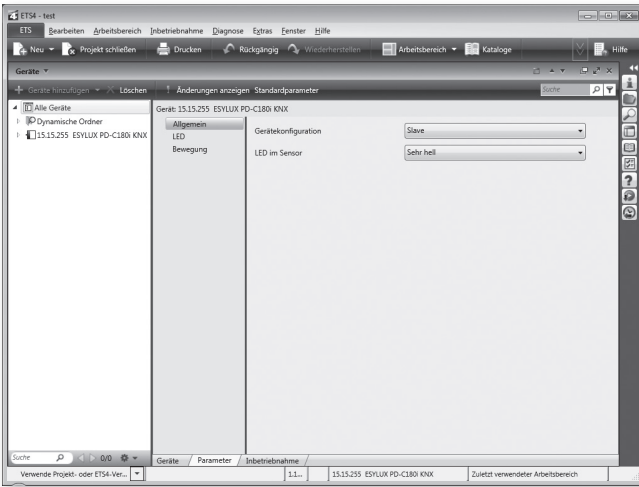 ETS4 - test
ETS Bearbeiten Arbeitsbereich Inbetriebnahme Diagnose Extras Fenster Hilfe
Neu Projekt schließen Drucken Rückgängig Wiederherstellen Arbeitsbereich Kataloge Hilfe
Geräte
Geräte hinzufügen Löschen Änderungen anzeigen Standardparameter Suche
Alle Geräte
Dynamische Ordner
15.15.255 ESYLUX PD-C180i KNX
Gerät: 15.15.255 ESYLUX PD-C180i KNX
Allgemein
LED
Bewegung
Gerätekonfiguration Slave
LED im Sensor Sehr hell
Suche 0/0
Geräte Parameter Inbetriebnahme
Verwende Projekt- oder ETS4-Ver... 1.1... 15.15.255 ESYLUX PD-C180i KNX Zuletzt verwendeter Arbeitsbereich